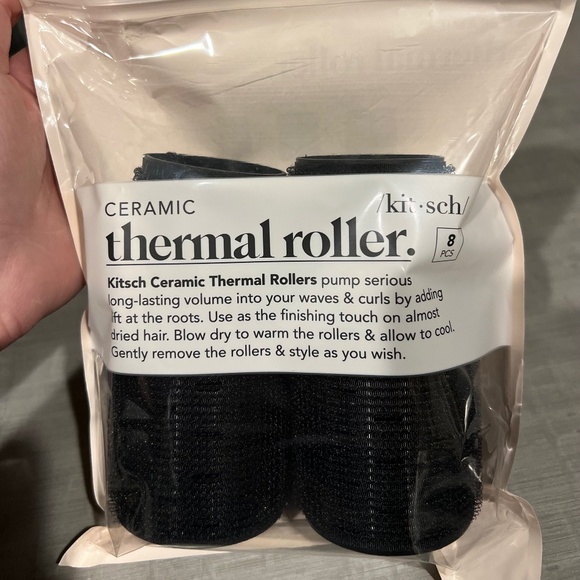 CERAMIC
/kit•sch/
thermal roller.
8
PCS
Kitsch Ceramic Thermal Rollers pump serious
long-lasting volume into your waves & curls by adding
lift at the roots. Use as the finishing touch on almost
dried hair. Blow dry to warm the rollers & allow to cool.
Gently remove the rollers & style as you wish.